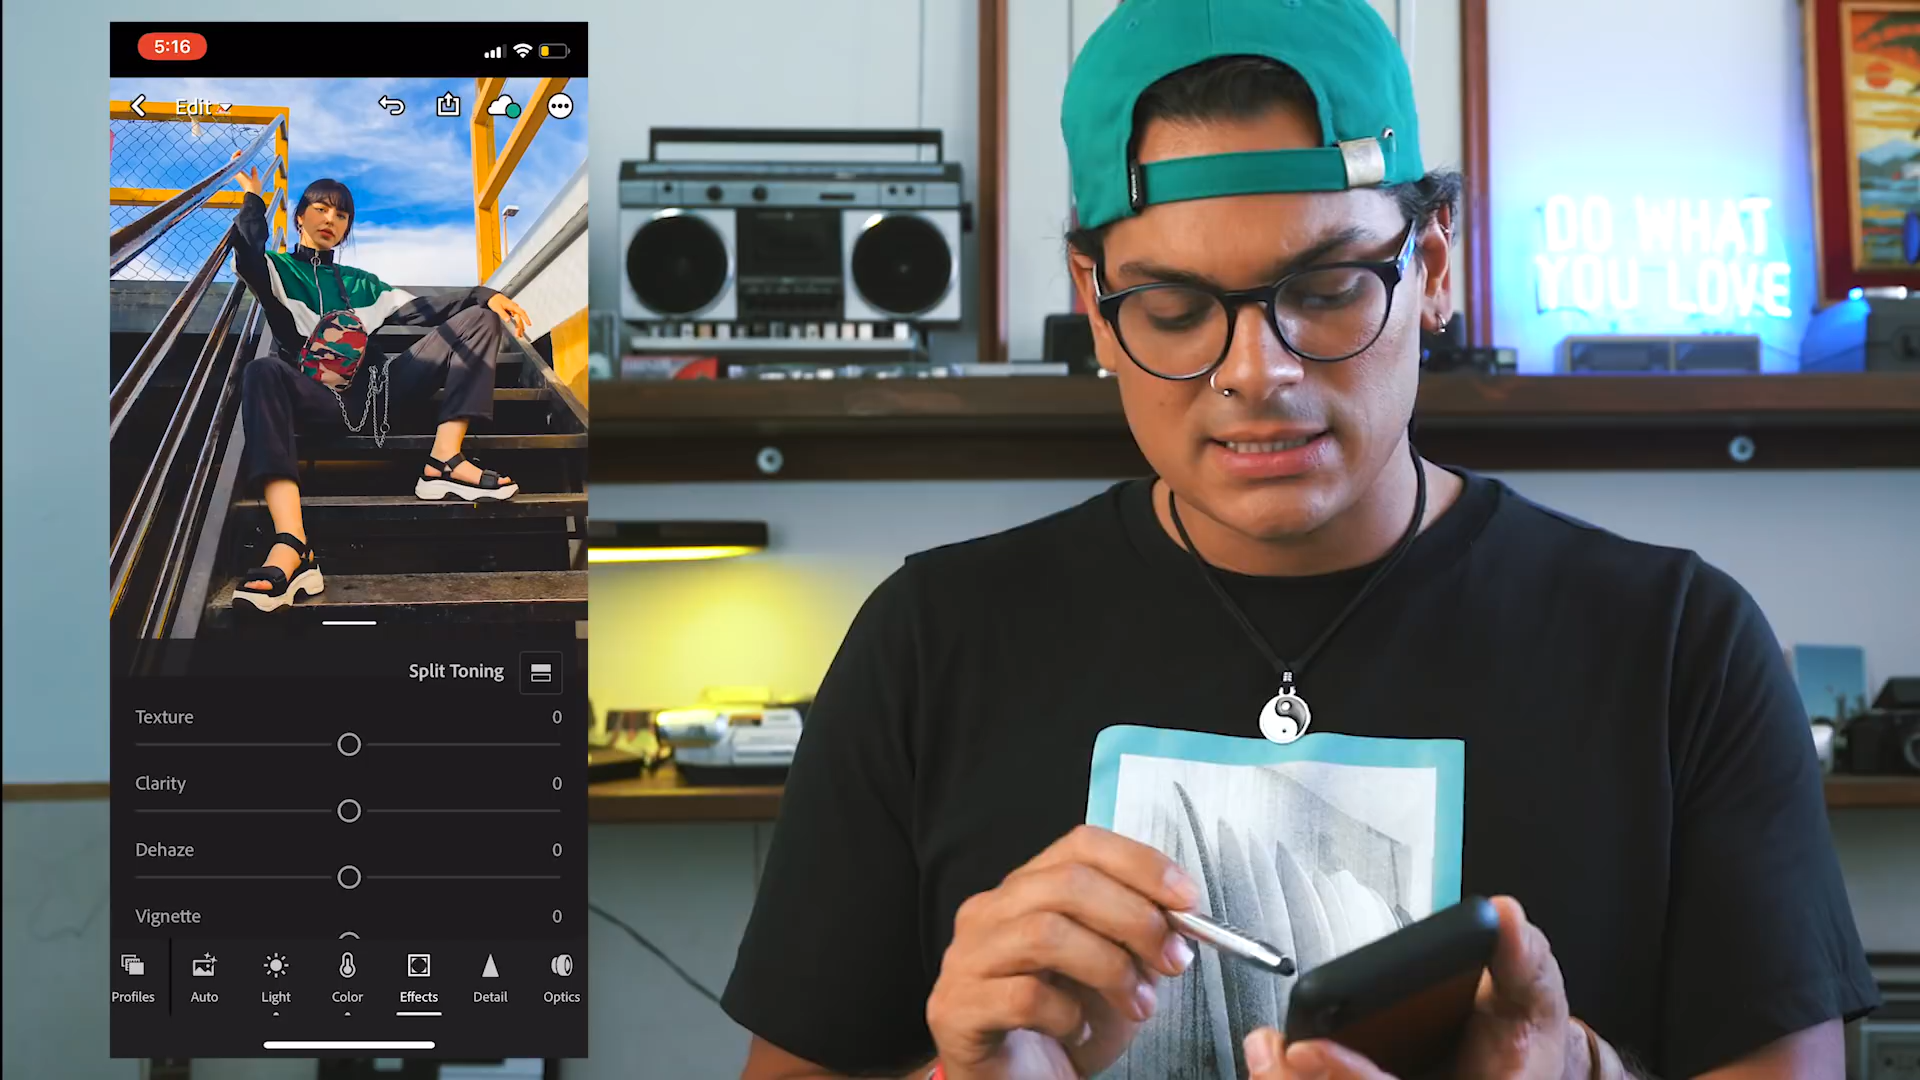 5:16
Edit
Split Toning
Texture 0
Clarity 0
Dehaze 0
Vignette 0
Profiles Auto Light Color Effects Detail Optics
DO WHAT
YOU LOVE